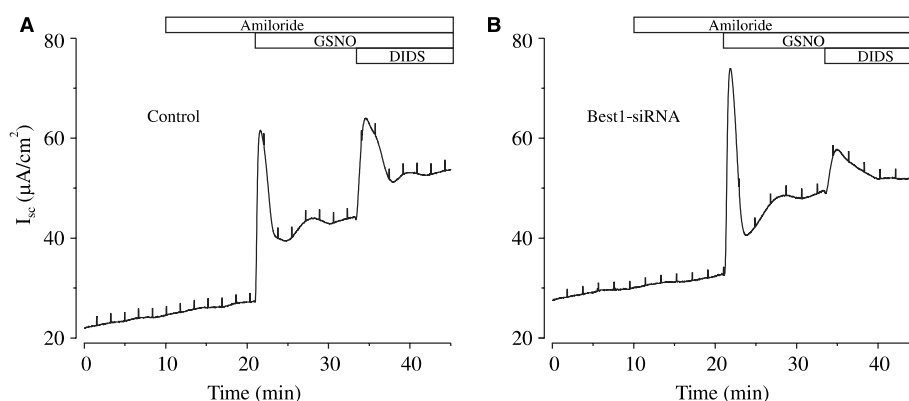 A
Amiloride
GSNO
DIDS
80
60
40
20
I_sc (μA/cm²)
Control
0
10
20
30
40
Time (min)
B
Amiloride
GSNO
DIDS
80
60
40
20
Best1-siRNA
0
10
20
30
40
Time (min)